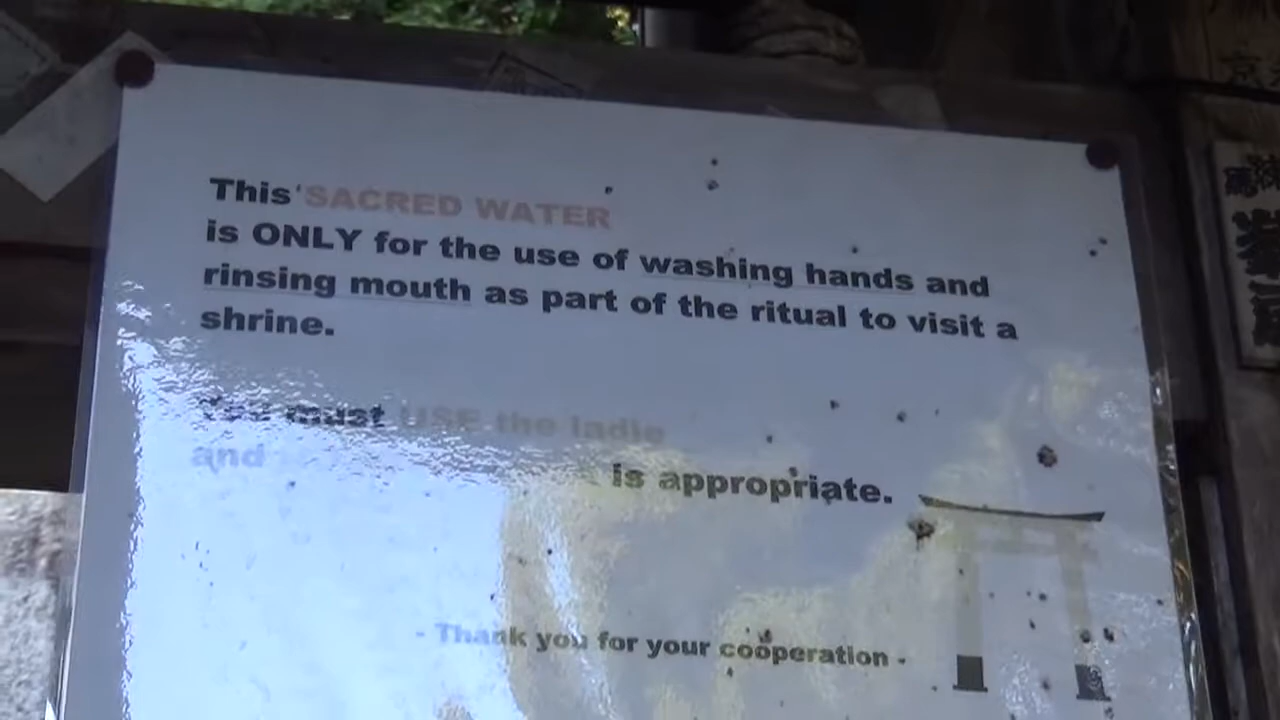 This 'SACRED WATER
is ONLY for the use of washing hands and
rinsing mouth as part of the ritual to visit a
shrine.
You must USE the ladle
and is appropriate.
- Thank you for your cooperation -